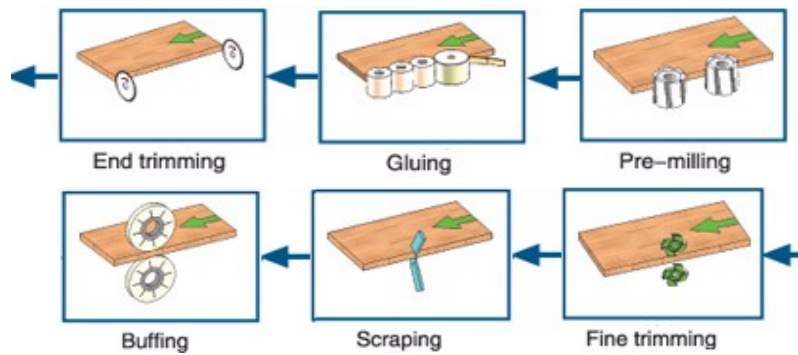 End trimming
Gluing
Pre-milling
Buffing
Scraping
Fine trimming